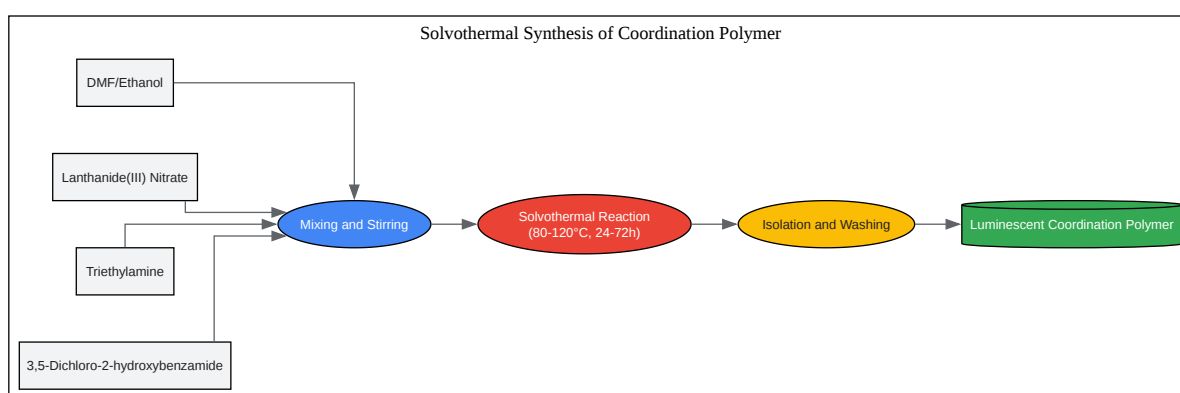 Solvothermal Synthesis of Coordination Polymer
DMF/Ethanol
Lanthanide(III) Nitrate
Triethylamine
3,5-Dichloro-2-hydroxybenzamide
Mixing and Stirring
Solvothermal Reaction
(80-120°C, 24-72h)
Isolation and Washing
Luminescent Coordination Polymer